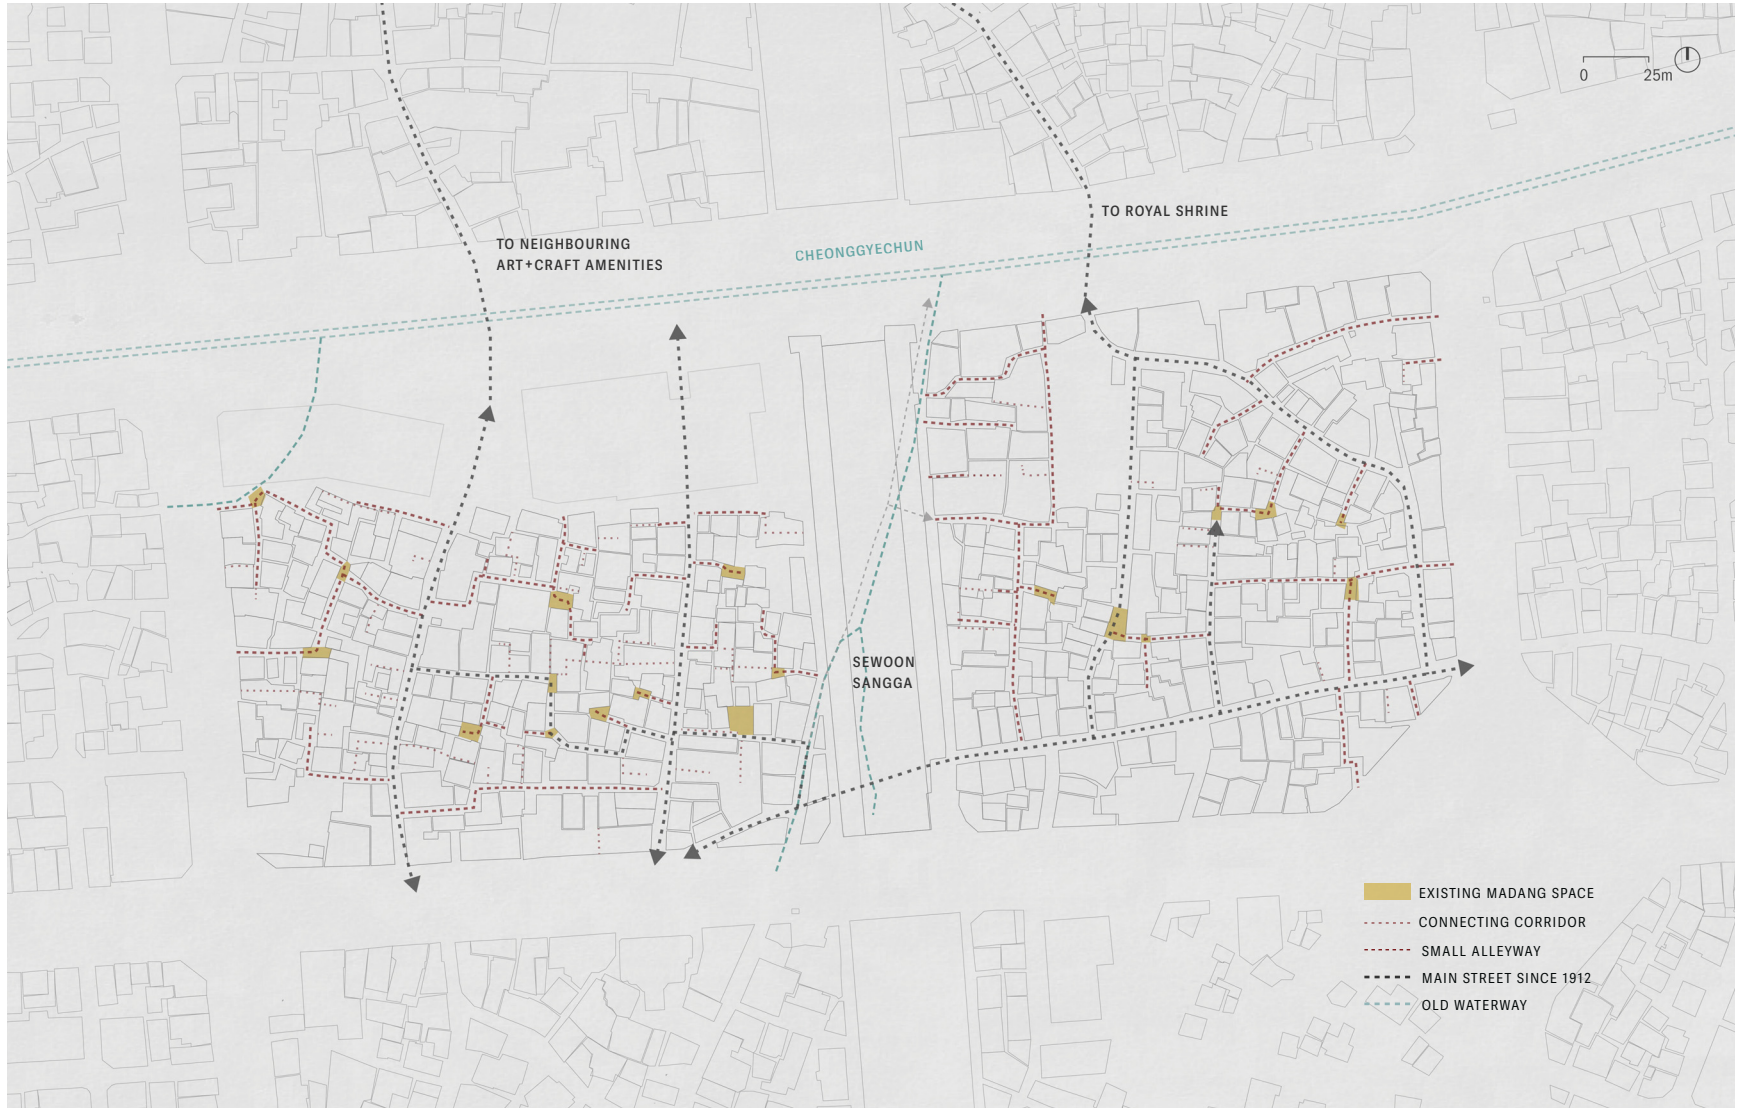 0 25m
TO ROYAL SHRINE
TO NEIGHBOURING
ART+CRAFT AMENITIES
CHEONGGYECHUN
SEWOON
SANGGA
EXISTING MADANG SPACE
CONNECTING CORRIDOR
SMALL ALLEYWAY
MAIN STREET SINCE 1912
OLD WATERWAY